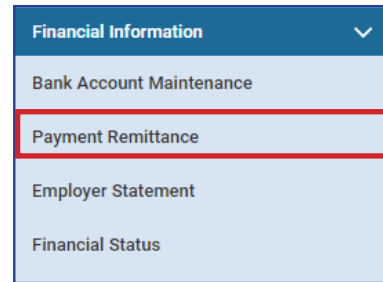 Financial Information
Bank Account Maintenance
Payment Remittance
Employer Statement
Financial Status